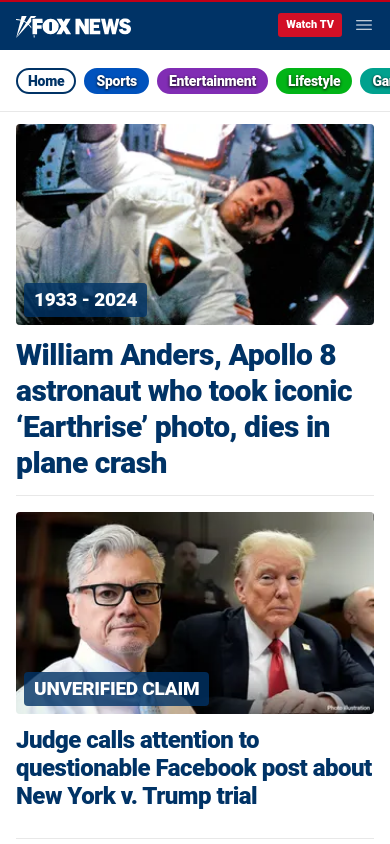 FOX NEWS
Watch TV
Home
Sports
Entertainment
Lifestyle
1933 - 2024
William Anders, Apollo 8
astronaut who took iconic
‘Earthrise’ photo, dies in
plane crash
UNVERIFIED CLAIM
Photo illustration
Judge calls attention to
questionable Facebook post about
New York v. Trump trial